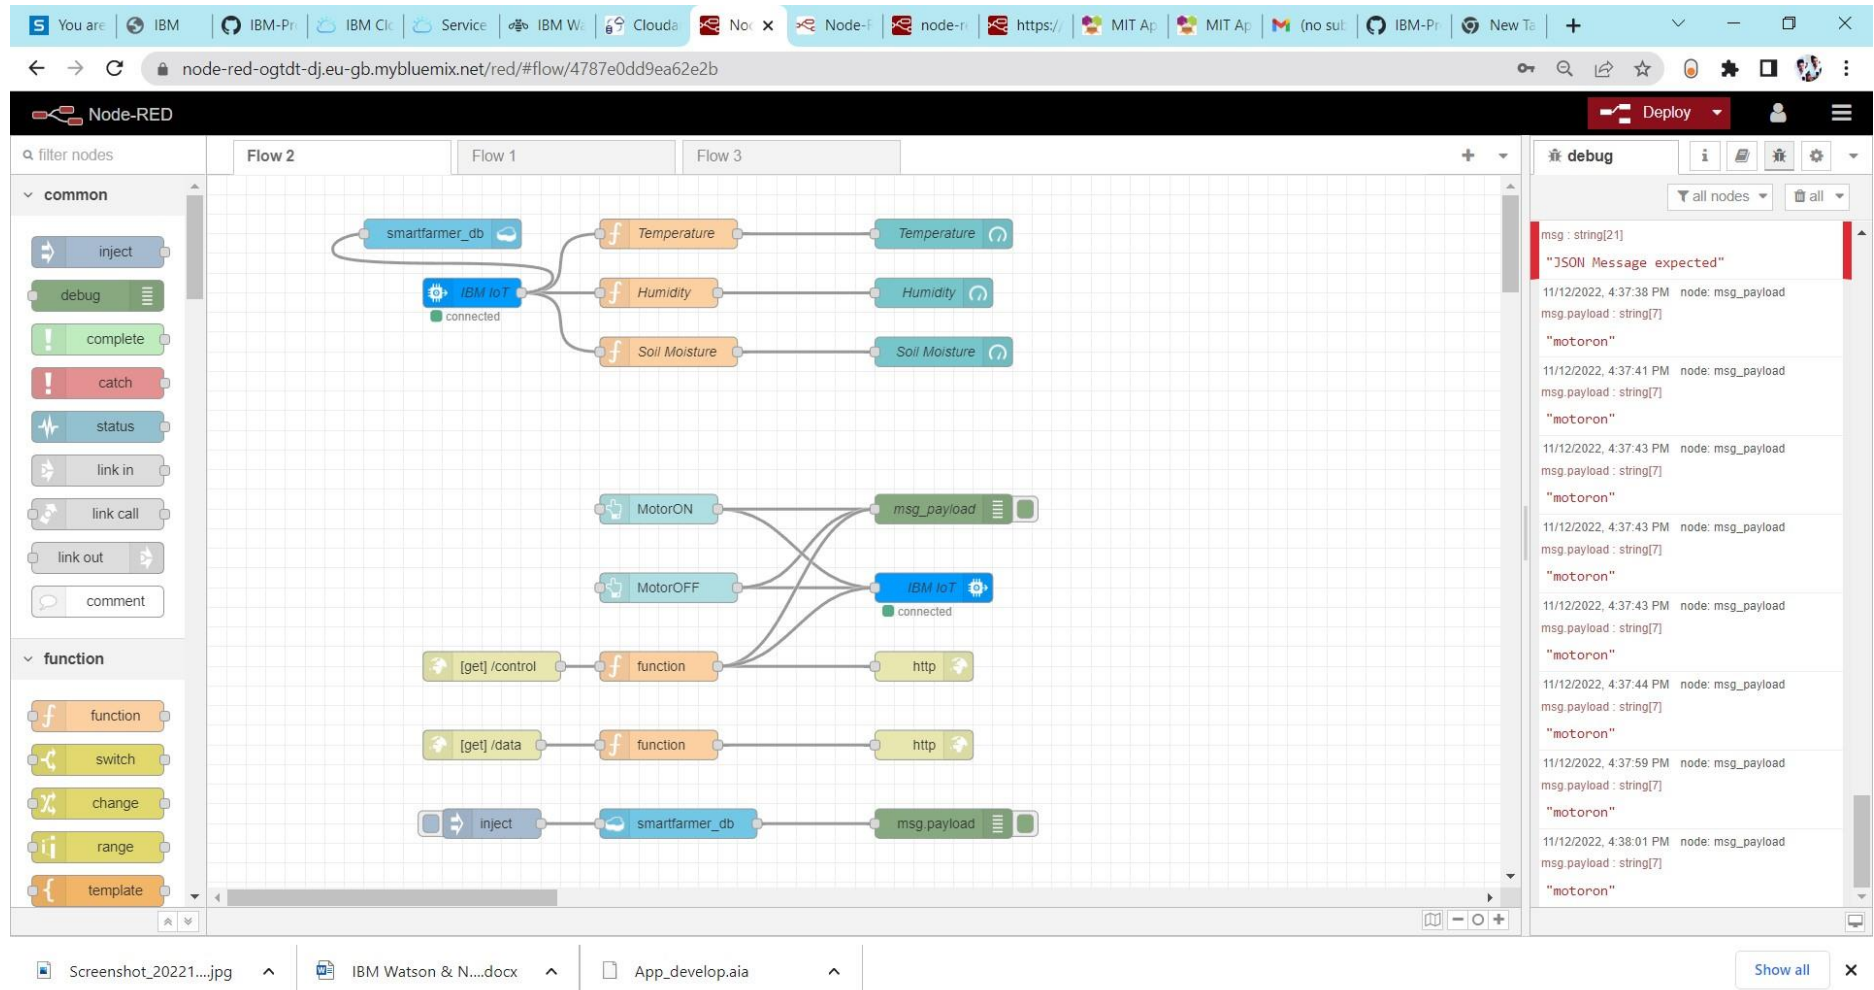 You are
IBM
IBM-Pr
IBM Clo
Service
IBM Wa
Clouda
Noc
Node-F
node-re
https://
MIT Ap
MIT Ap
(no sub
IBM-Pr
New Ta
node-red-ogtdt-dj.eu-gb.mybluemix.net/red/#flow/4787e0dd9ea62e2b
Node-RED
Deploy
filter nodes
Flow 2
Flow 1
Flow 3
debug
common
all nodes
all
inject
debug
complete
catch
status
link in
link call
link out
comment
function
function
switch
change
range
template
smartfarmer_db
Temperature
Temperature
IBM IoT
Humidity
Humidity
connected
Soil Moisture
Soil Moisture
MotorON
msg_payload
MotorOFF
IBM IoT
connected
[get] /control
function
http
[get] /data
function
http
inject
smartfarmer_db
msg.payload
msg : string[21]
"JSON Message expected"
11/12/2022, 4:37:38 PM node: msg_payload
msg.payload : string[7]
"motoron"
11/12/2022, 4:37:41 PM node: msg_payload
msg.payload : string[7]
"motoron"
11/12/2022, 4:37:43 PM node: msg_payload
msg.payload : string[7]
"motoron"
11/12/2022, 4:37:43 PM node: msg_payload
msg.payload : string[7]
"motoron"
11/12/2022, 4:37:43 PM node: msg_payload
msg.payload : string[7]
"motoron"
11/12/2022, 4:37:44 PM node: msg_payload
msg.payload : string[7]
"motoron"
11/12/2022, 4:37:59 PM node: msg_payload
msg.payload : string[7]
"motoron"
11/12/2022, 4:38:01 PM node: msg_payload
msg.payload : string[7]
"motoron"
Screenshot_20221....jpg
IBM Watson & N....docx
App_develop.aia
Show all